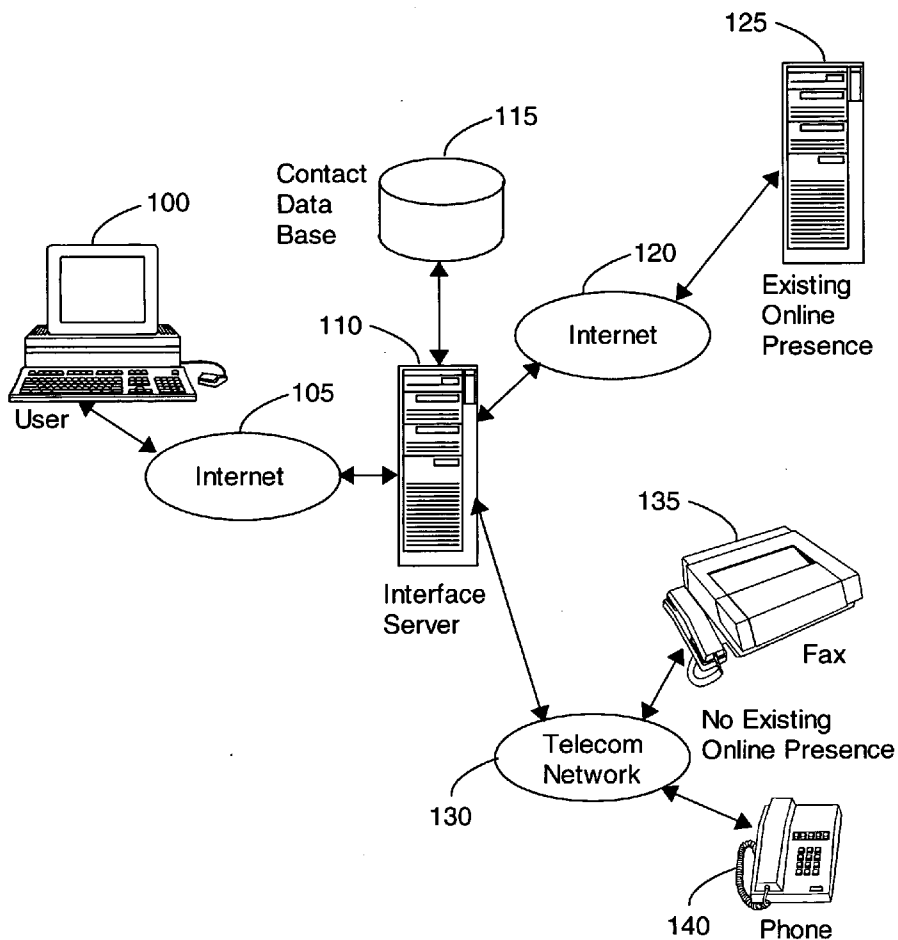 125
115
Contact
Data
Base
100
120
Internet
Existing
Online
Presence
110
User
105
Internet
Interface
Server
135
Fax
No Existing
Online Presence
Telecom
Network
130
140
Phone